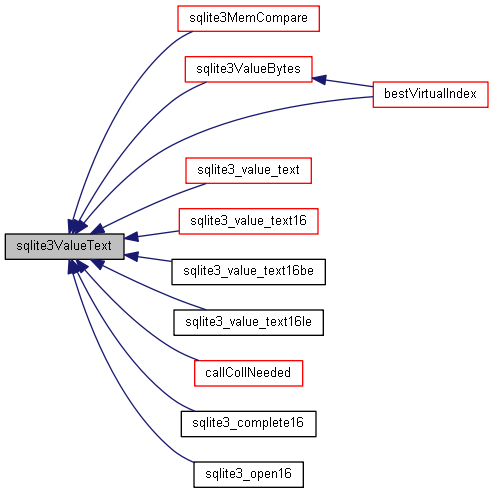 sqlite3MemCompare
sqlite3ValueBytes
bestVirtualIndex
sqlite3_value_text
sqlite3_value_text16
sqlite3ValueText
sqlite3_value_text16be
sqlite3_value_text16le
callCollNeeded
sqlite3_complete16
sqlite3_open16